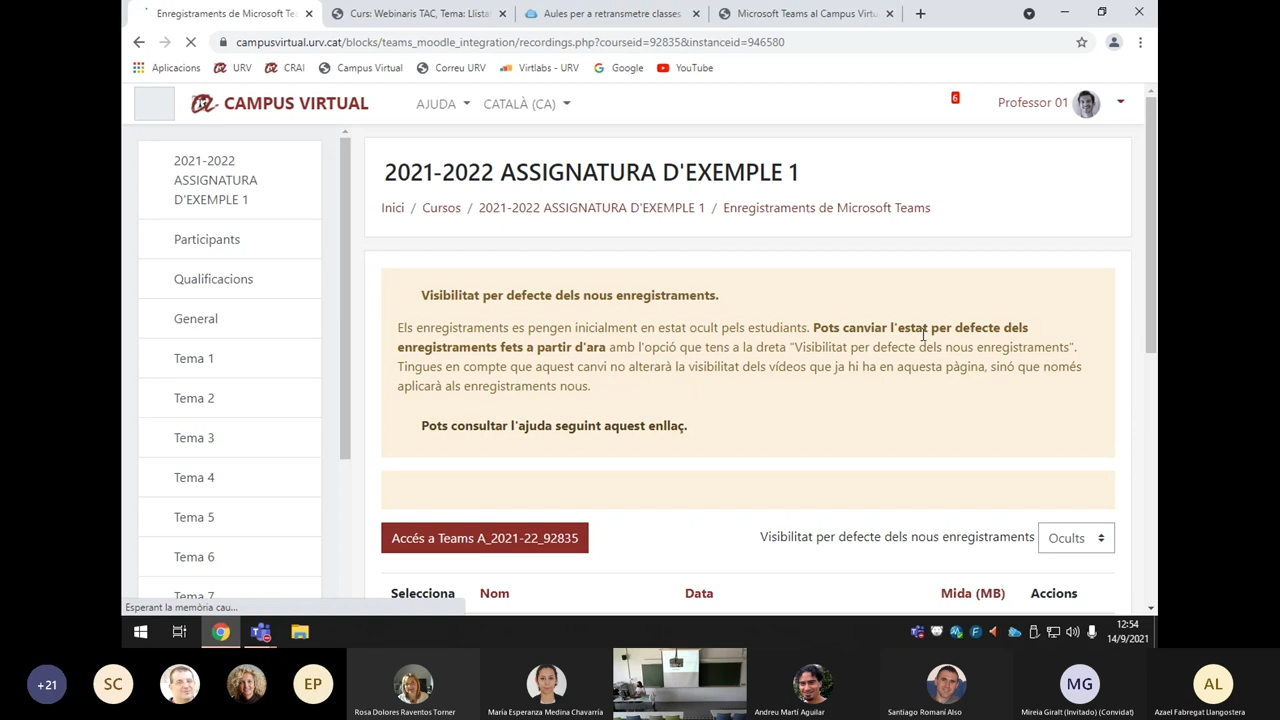 Enregistraments de Microsoft Tea
Curs: Webinaris TAC, Tema: Llistat
Aules per a retransmetre classes
Microsoft Teams al Campus Virtu
campusvirtual.urv.cat/blocks/teams_moodle_integration/recordings.php?courseid=92835&instanceid=946580
Aplicacions URV CRAI Campus Virtual Correu URV Virtlabs - URV Google YouTube
CAMPUS VIRTUAL AJUDA CATALÀ (CA) 6 Professor 01
2021-2022
ASSIGNATURA
D'EXEMPLE 1
Participants
Qualificacions
General
Tema 1
Tema 2
Tema 3
Tema 4
Tema 5
Tema 6
Tema 7
2021-2022 ASSIGNATURA D'EXEMPLE 1
Inici / Cursos / 2021-2022 ASSIGNATURA D'EXEMPLE 1 / Enregistraments de Microsoft Teams
Visibilitat per defecte dels nous enregistraments.
Els enregistraments es pengen inicialment en estat ocult pels estudiants. Pots canviar l'estat per defecte dels
enregistraments fets a partir d'ara amb l'opció que tens a la dreta "Visibilitat per defecte dels nous enregistraments".
Tingues en compte que aquest canvi no alterarà la visibilitat dels vídeos que ja hi ha en aquesta pàgina, sinó que només
aplicarà als enregistraments nous.
Pots consultar l'ajuda seguint aquest enllaç.
Accés a Teams A_2021-22_92835
Visibilitat per defecte dels nous enregistraments Ocults
Selecciona Nom Data Mida (MB) Accions
Esperant la memòria cau...
12:54
14/9/2021
+21 SC EP MG AL
Rosa Dolores Raventos Torner
María Esperanza Medina Chavarría
Andreu Martí Aguilar
Santiago Romaní Also
Mireia Giralt (Invitado) (Convidat)
Azael Fabregat Llangostera